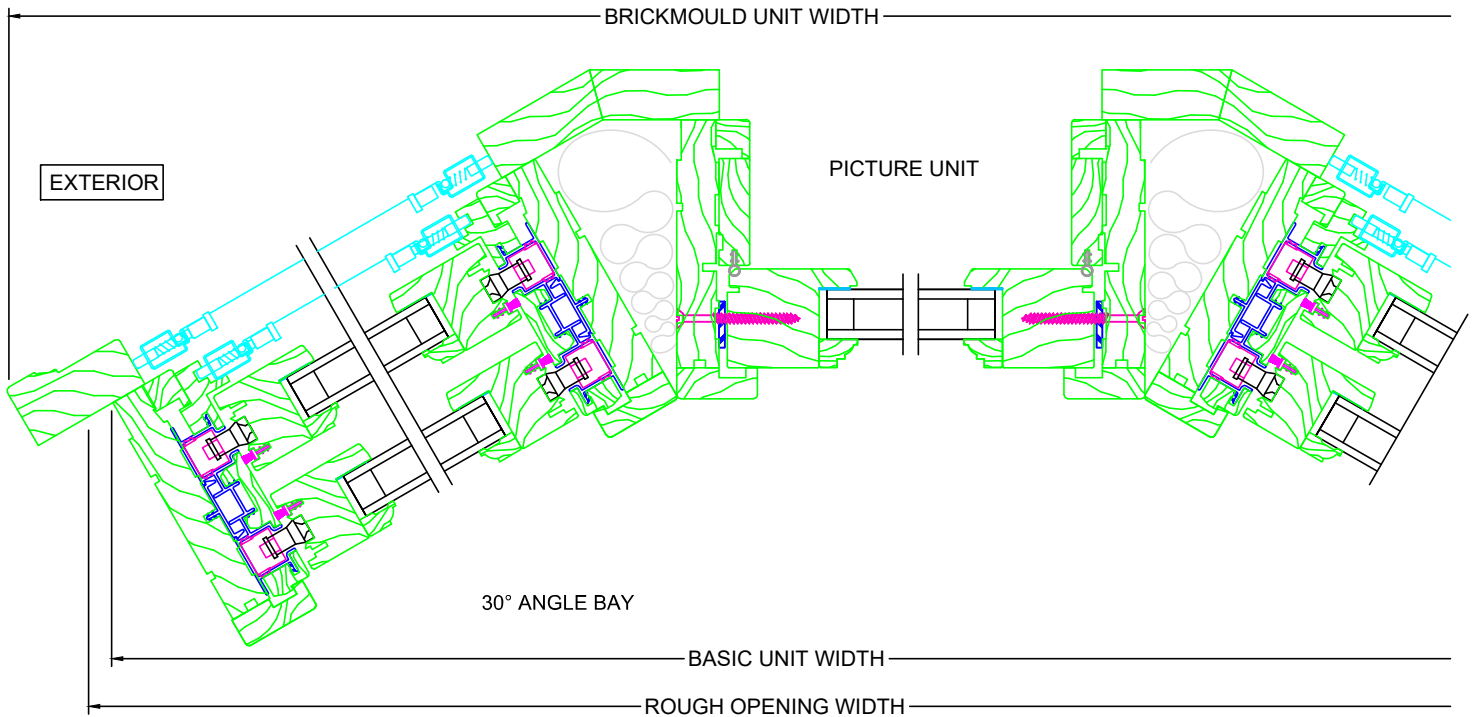 BRICKMOULD UNIT WIDTH
EXTERIOR
PICTURE UNIT
30° ANGLE BAY
BASIC UNIT WIDTH
ROUGH OPENING WIDTH